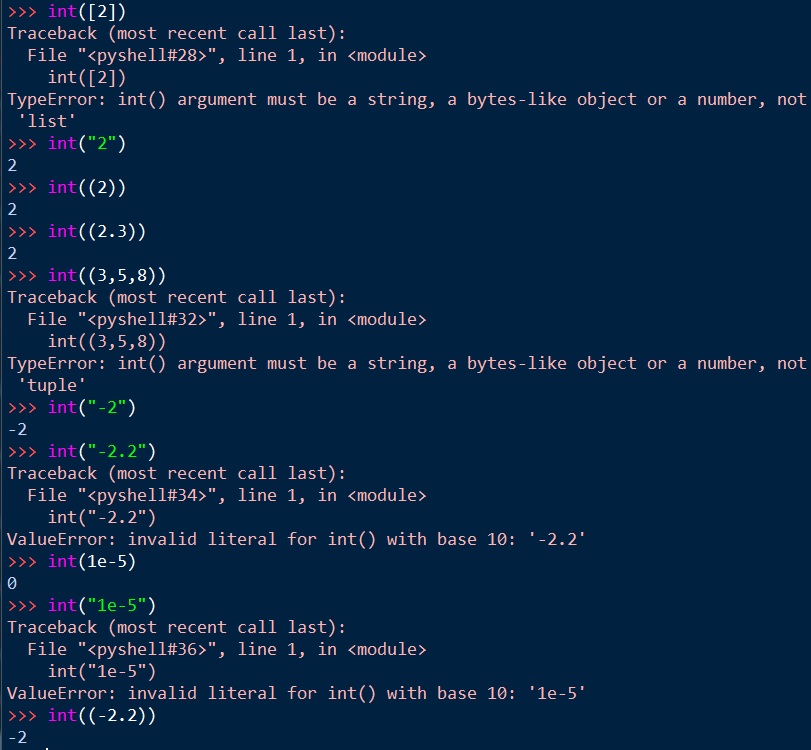 >>> int([2])
Traceback (most recent call last):
  File "<pyshell#28>", line 1, in <module>
    int([2])
TypeError: int() argument must be a string, a bytes-like object or a number, not
 'list'
>>> int("2")
2
>>> int((2))
2
>>> int((2.3))
2
>>> int((3,5,8))
Traceback (most recent call last):
  File "<pyshell#32>", line 1, in <module>
    int((3,5,8))
TypeError: int() argument must be a string, a bytes-like object or a number, not
 'tuple'
>>> int("-2")
-2
>>> int("-2.2")
Traceback (most recent call last):
  File "<pyshell#34>", line 1, in <module>
    int("-2.2")
ValueError: invalid literal for int() with base 10: '-2.2'
>>> int(1e-5)
0
>>> int("1e-5")
Traceback (most recent call last):
  File "<pyshell#36>", line 1, in <module>
    int("1e-5")
ValueError: invalid literal for int() with base 10: '1e-5'
>>> int((-2.2))
-2